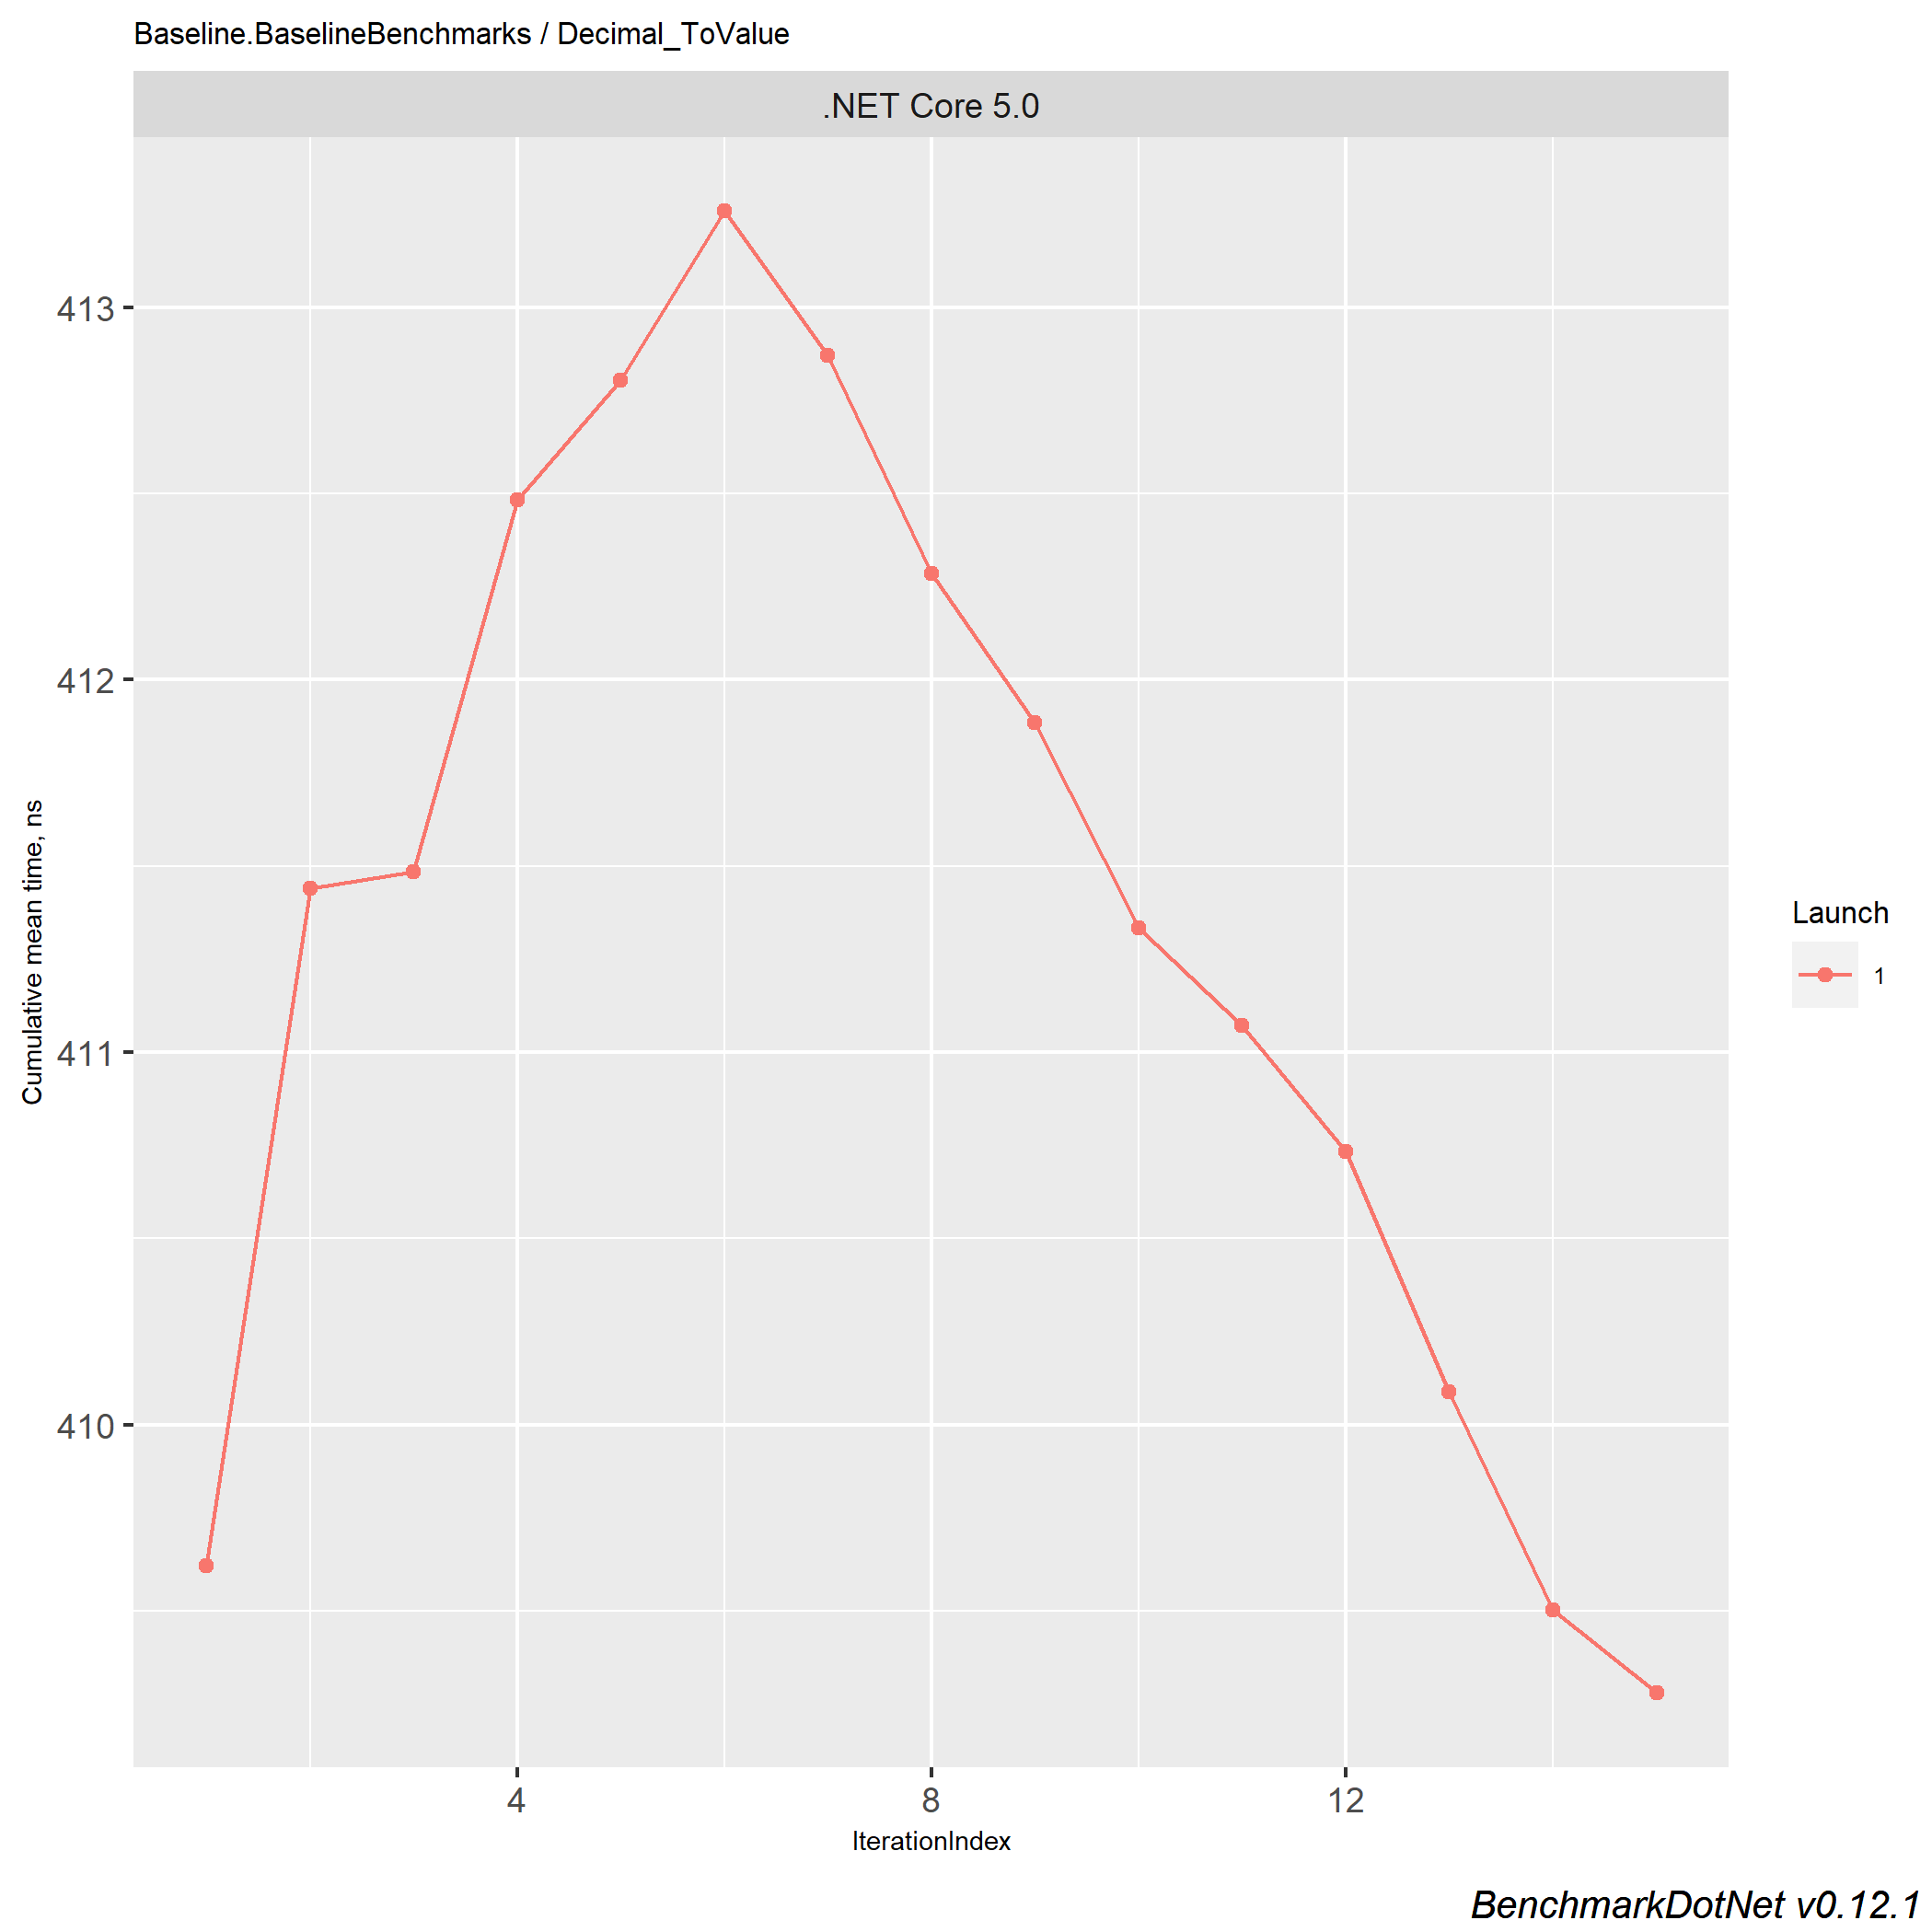 Baseline.BaselineBenchmarks / Decimal_ToValue
.NET Core 5.0
413
412
411
410
Cumulative mean time, ns
4
8
12
IterationIndex
Launch
1
BenchmarkDotNet v0.12.1